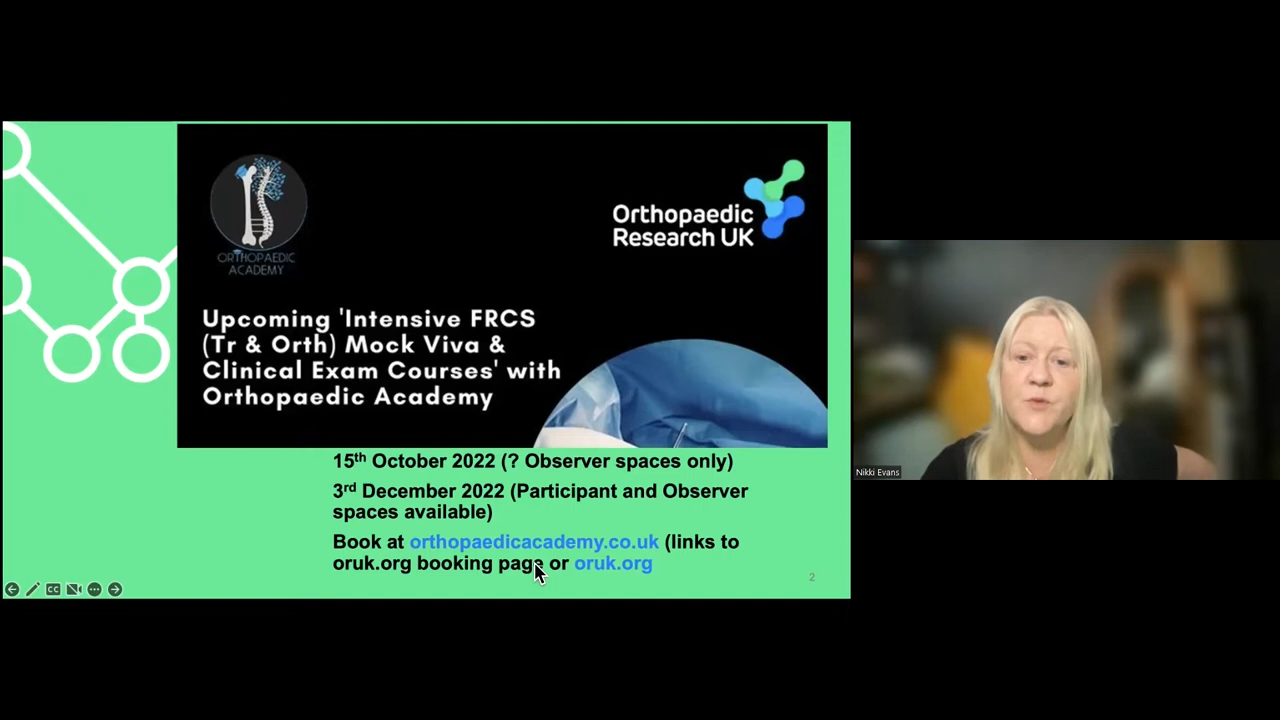 ORTHOPAEDIC
ACADEMY
Orthopaedic
Research UK
Upcoming 'Intensive FRCS
(Tr & Orth) Mock Viva &
Clinical Exam Courses' with
Orthopaedic Academy
15th October 2022 (? Observer spaces only)
3rd December 2022 (Participant and Observer
spaces available)
Book at orthopaedicacademy.co.uk (links to
oruk.org booking page or oruk.org
2
CC
Nikki Evans